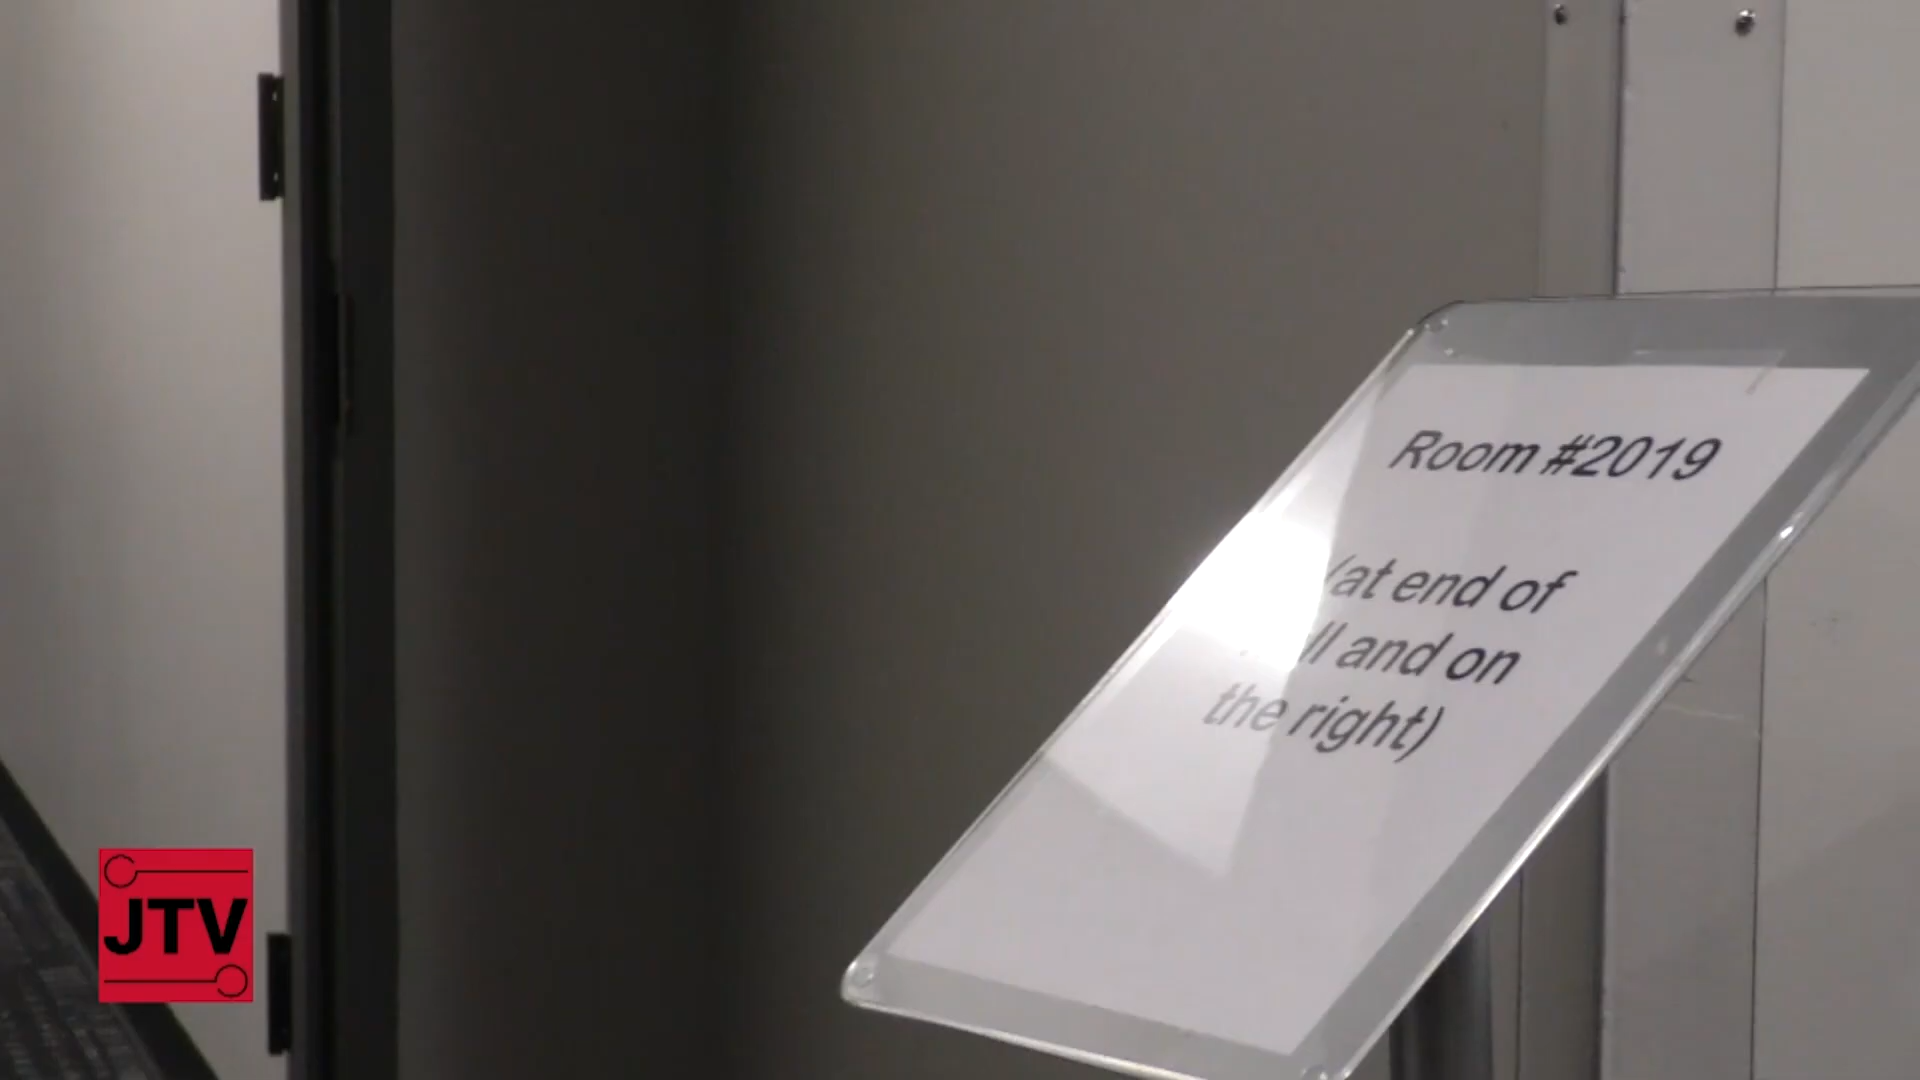 Room #2019
(at end of
ll and on
the right)
JTV